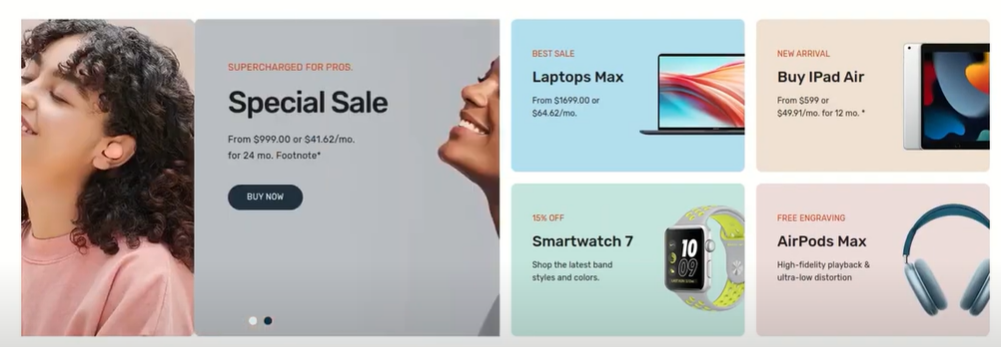 SUPERCHARGED FOR PROS.
Special Sale
From $999.00 or $41.62/mo.
for 24 mo. Footnote*
BUY NOW
BEST SALE
Laptops Max
From $1699.00 or
$64.62/mo.
NEW ARRIVAL
Buy IPad Air
From $599 or
$49.91/mo. for 12 mo. *
15% OFF
Smartwatch 7
Shop the latest band
styles and colors.
10
09
FREE ENGRAVING
AirPods Max
High-fidelity playback &
ultra-low distortion